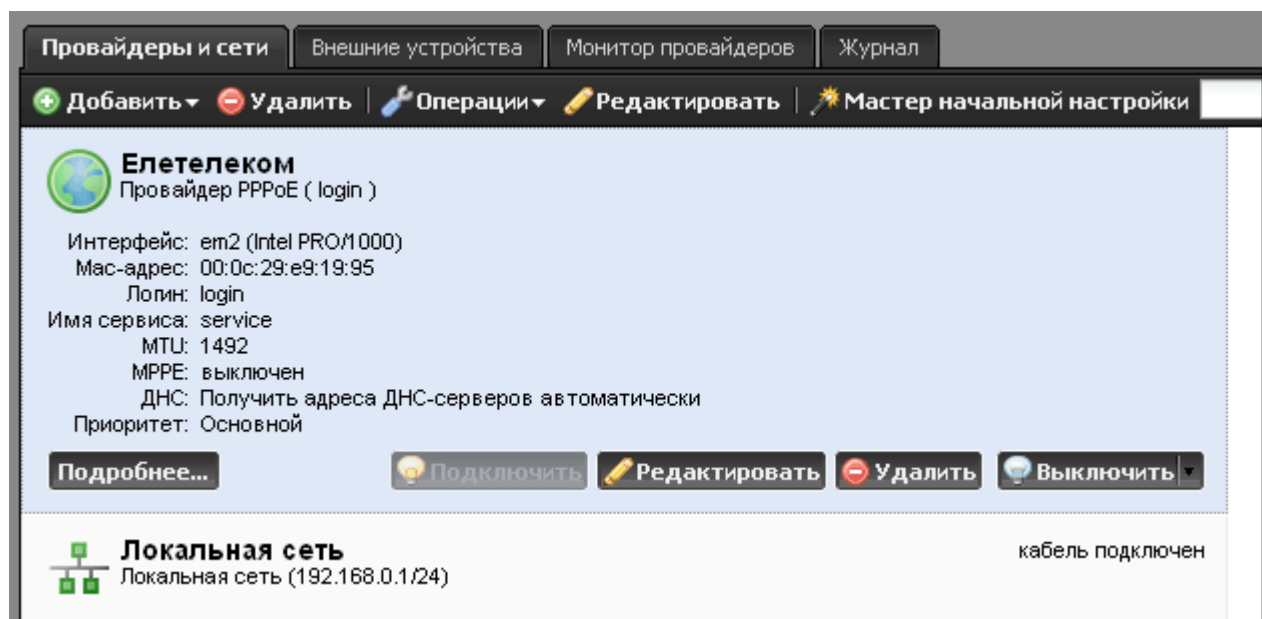 Провайдеры и сети Внешние устройства Монитор провайдеров Журнал
Добавить Удалить Операции Редактировать Мастер начальной настройки
Елетелеком
Провайдер PPPoE ( login )
Интерфейс: em2 (Intel PRO/1000)
Мас-адрес: 00:0c:29:e9:19:95
Логин: login
Имя сервиса: service
MTU: 1492
MPPE: выключен
ДНС: Получить адреса ДНС-серверов автоматически
Приоритет: Основной
Подробнее... Подключить Редактировать Удалить Выключить
Локальная сеть кабель подключен
Локальная сеть (192.168.0.1/24)